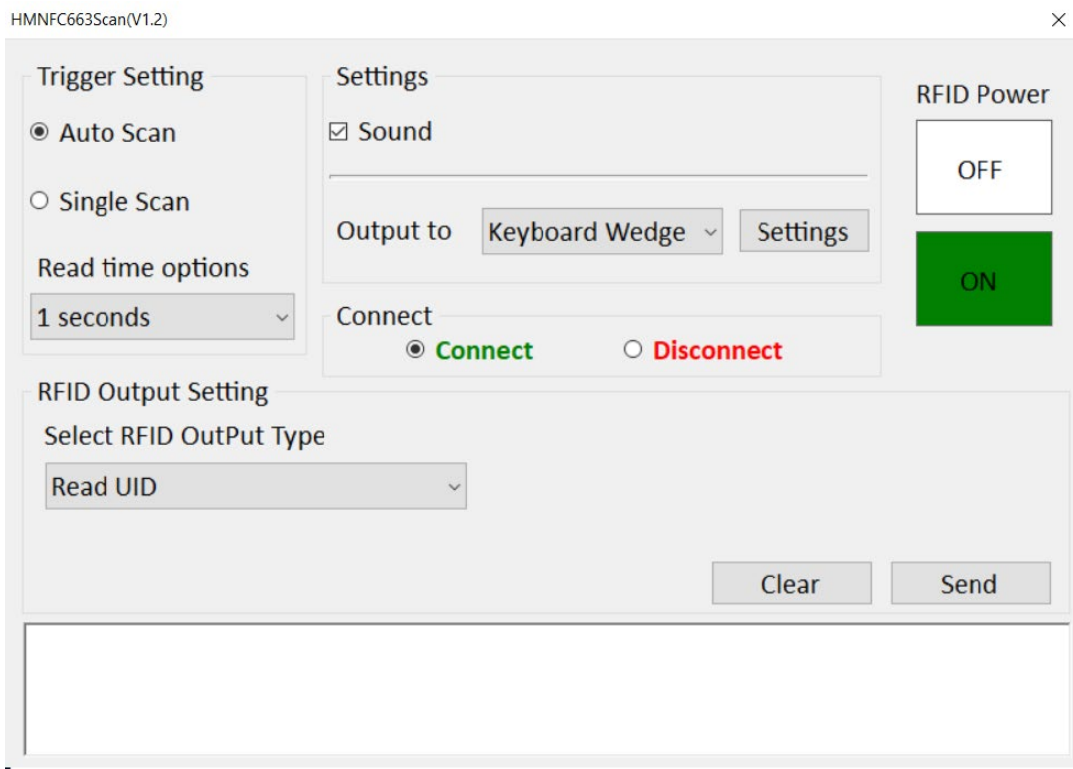 HMNFC663Scan(V1.2)
Trigger Setting
Auto Scan
Single Scan
Read time options
1 seconds
Settings
Sound
Output to
Keyboard Wedge
Settings
Connect
Connect
Disconnect
RFID Power
OFF
ON
RFID Output Setting
Select RFID OutPut Type
Read UID
Clear
Send